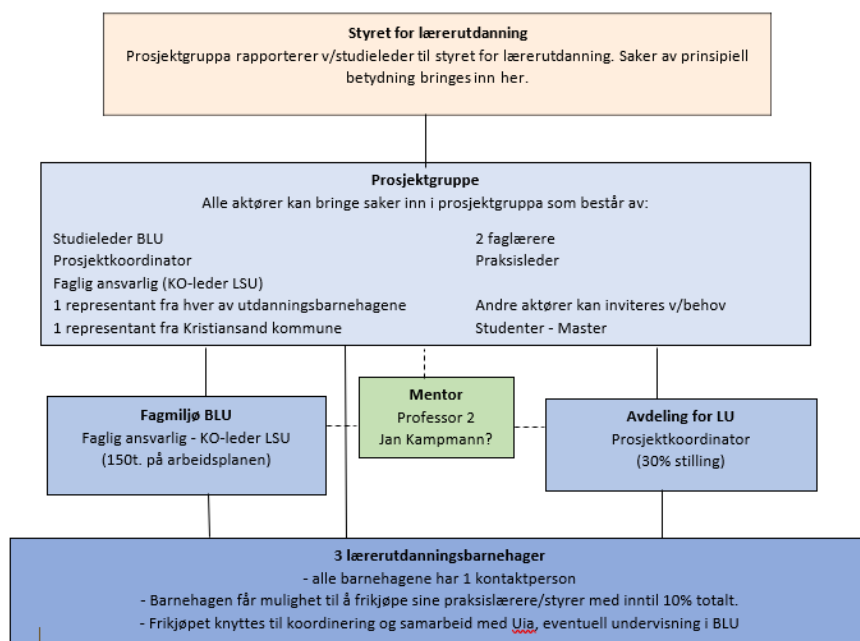 Styret for lærerutdanning
Prosjektgruppa rapporterer v/studieleder til styret for lærerutdanning. Saker av prinsipiell
betydning bringes inn her.
Prosjektgruppe
Alle aktører kan bringe saker inn i prosjektgruppa som består av:
Studieleder BLU
Prosjektkoordinator
Faglig ansvarlig (KO-leder LSU)
1 representant fra hver av utdanningsbarnehagene
1 representant fra Kristiansand kommune
2 faglærere
Praksisleder
Andre aktører kan inviteres v/behov
Studenter - Master
Fagmiljø BLU
Faglig ansvarlig - KO-leder LSU
(150t. på arbeidsplanen)
Mentor
Professor 2
Jan Kampmann?
Avdeling for LU
Prosjektkoordinator
(30% stilling)
3 lærerutdanningsbarnehager
- alle barnehagene har 1 kontaktperson
- Barnehagen får mulighet til å frikjøpe sine praksislærere/styrer med inntil 10% totalt.
- Frikjøpet knyttes til koordinering og samarbeid med Uia, eventuell undervisning i BLU